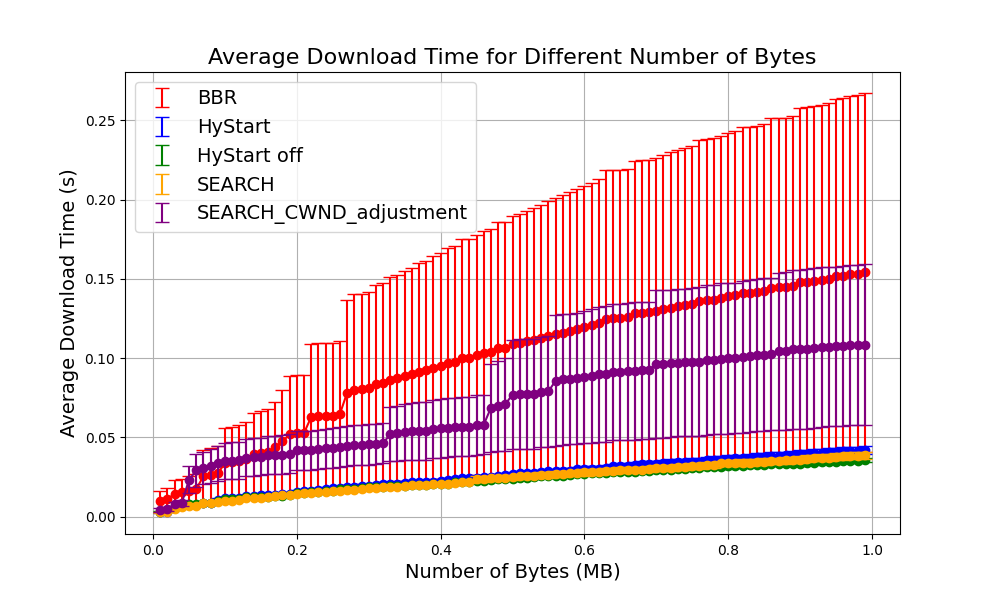 Average Download Time for Different Number of Bytes
BBR
HyStart
HyStart off
SEARCH
SEARCH_CWND_adjustment
Average Download Time (s)
0.25
0.20
0.15
0.10
0.05
0.00
0.0 0.2 0.4 0.6 0.8 1.0
Number of Bytes (MB)